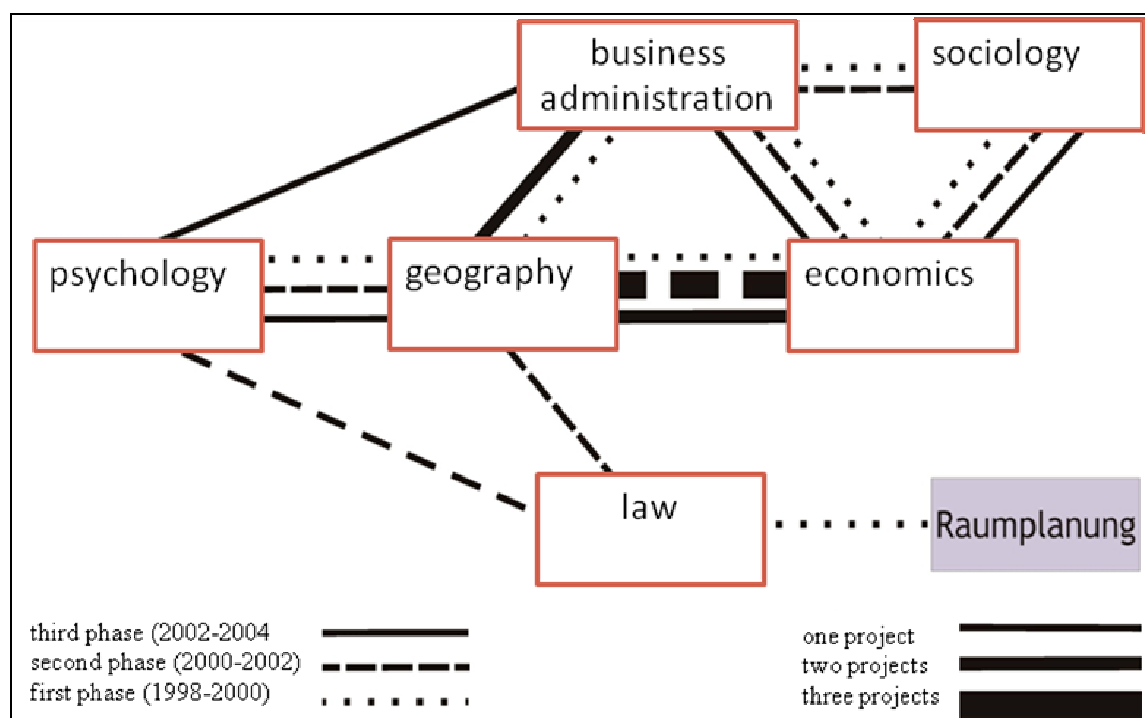 business
administration
sociology
psychology
geography
economics
law
Raumplanung
third phase (2002-2004
second phase (2000-2002)
first phase (1998-2000)
one project
two projects
three projects